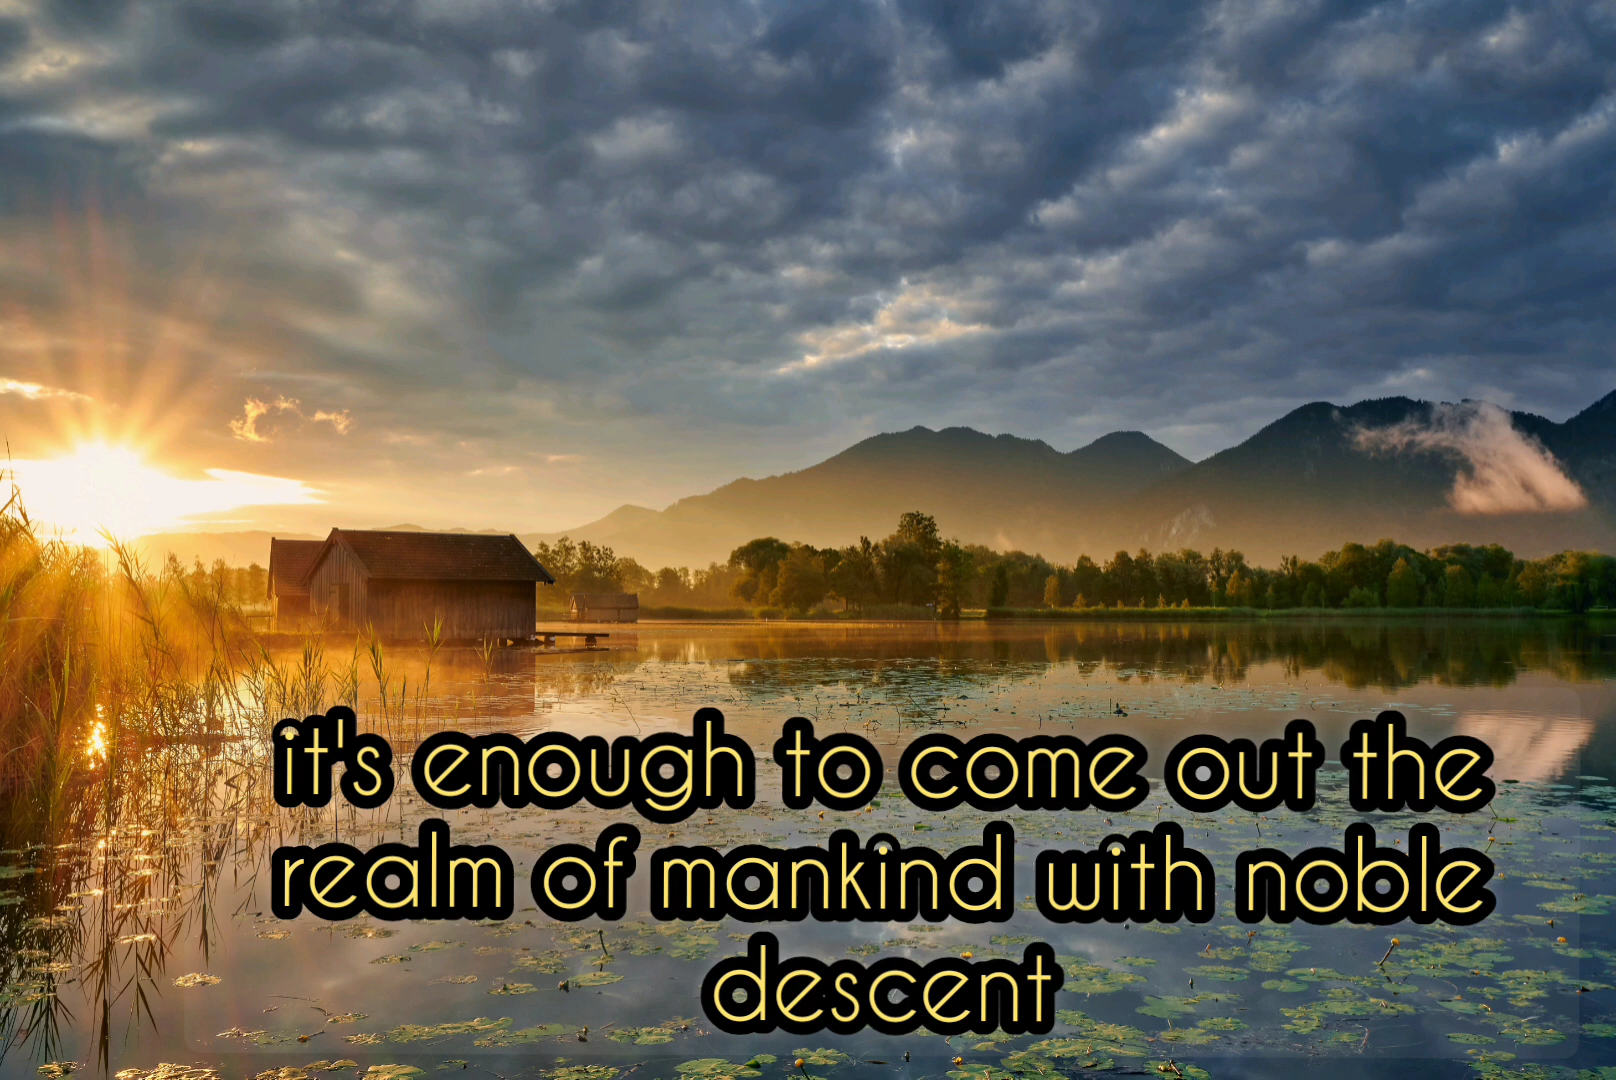 it's enough to come out the
realm of mankind with noble
descent